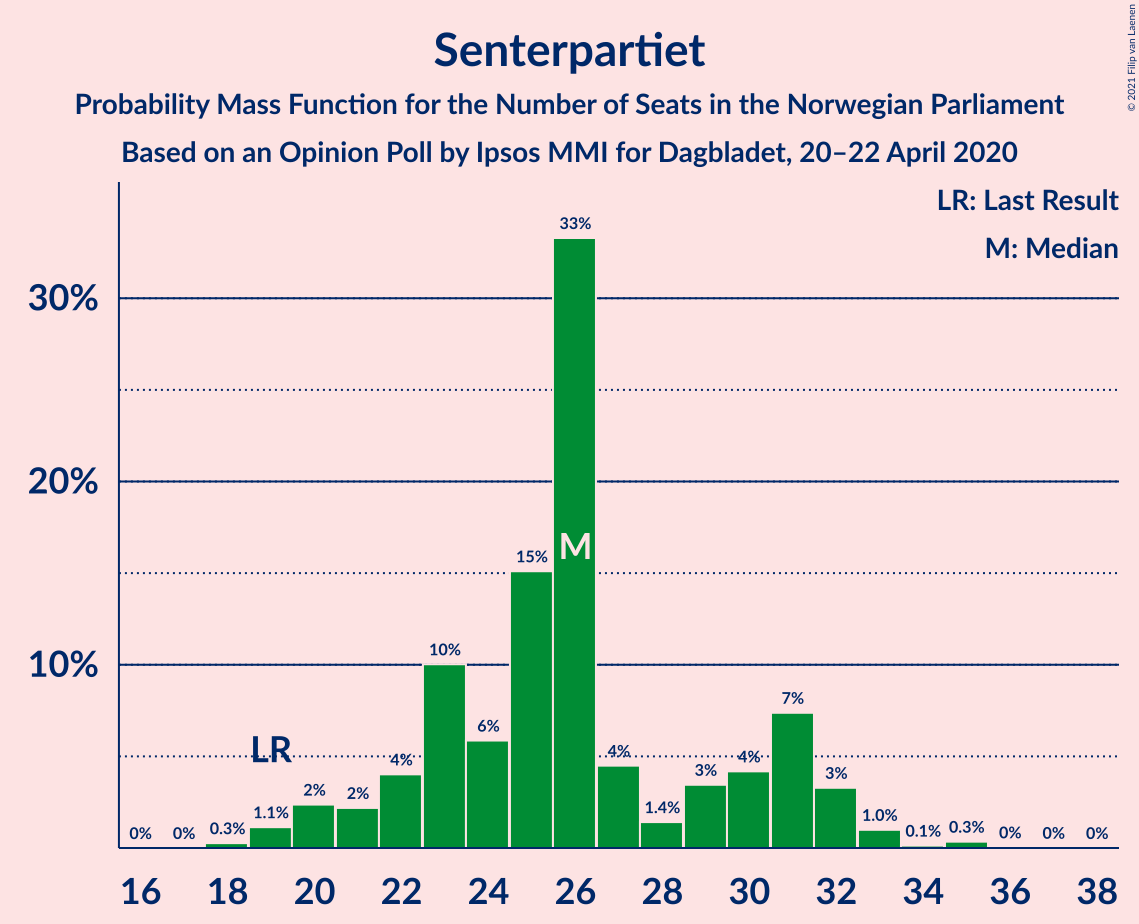 © 2021 Filip van Laenen
Senterpartiet
Probability Mass Function for the Number of Seats in the Norwegian Parliament
Based on an Opinion Poll by Ipsos MMI for Dagbladet, 20–22 April 2020
LR: Last Result
M: Median
30%
20%
10%
0% 0% 0.3% 1.1% 2% 2% 4% 10% 6% 15% 33% 4% 1.4% 3% 4% 7% 3% 1.0% 0.1% 0.3% 0% 0% 0%
LR
M
16 18 20 22 24 26 28 30 32 34 36 38